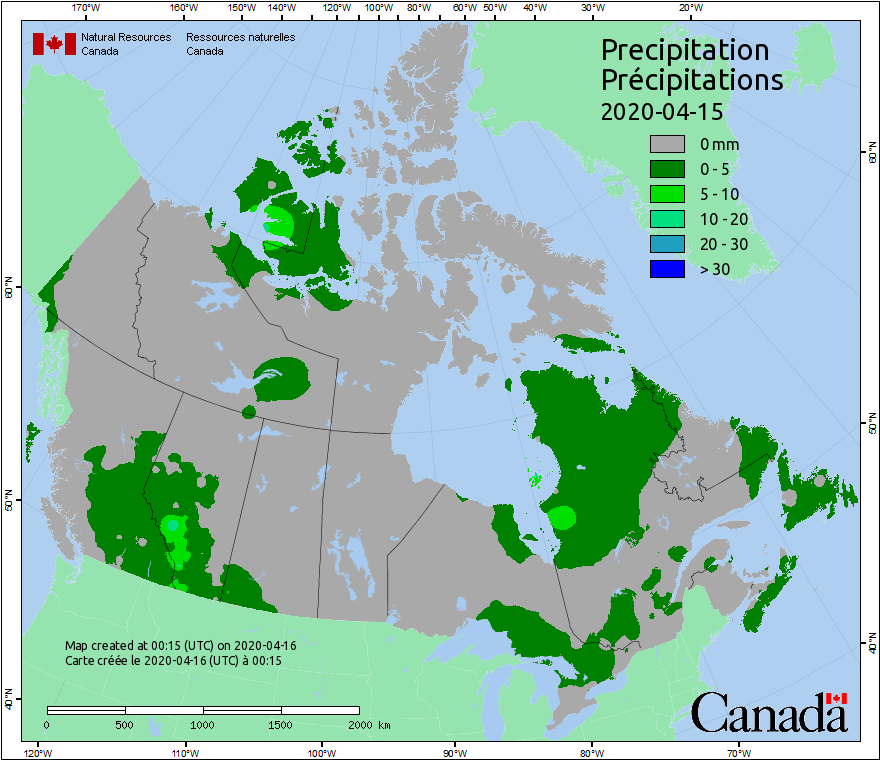 170°W 160°W 150°W 140°W 120°W 100°W 80°W 60°W 50°W 40°W 30°W 20°W
Natural Resources Ressources naturelles
Canada Canada
Precipitation
Précipitations
2020-04-15
0 mm
0 - 5
5 - 10
10 - 20
20 - 30
> 30
60°N
60°N
50°N
50°N
40°N
40°N
Map created at 00:15 (UTC) on 2020-04-16
Carte créée le 2020-04-16 (UTC) à 00:15
0 500 1000 1500 2000 km
Canada
120°W 110°W 100°W 90°W 80°W 70°W